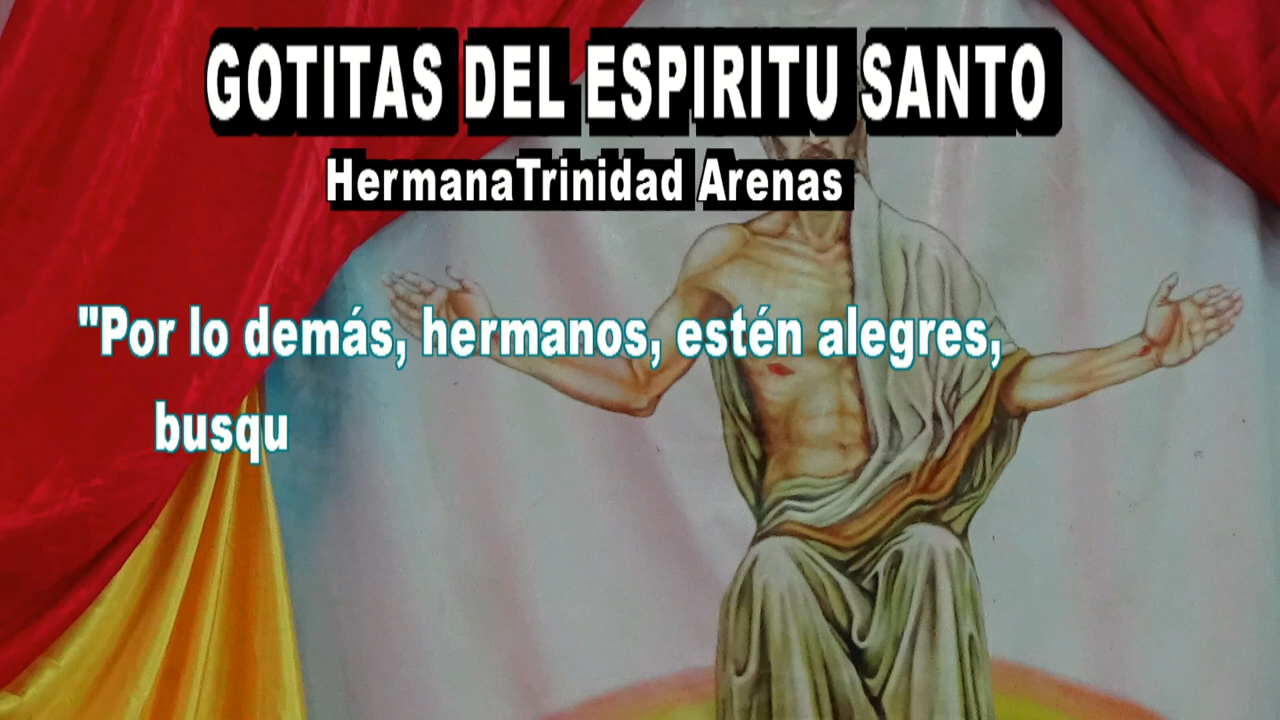 GOTITAS DEL ESPIRITU SANTO
HermanaTrinidad Arenas
"Por lo demás, hermanos, estén alegres,
busqu